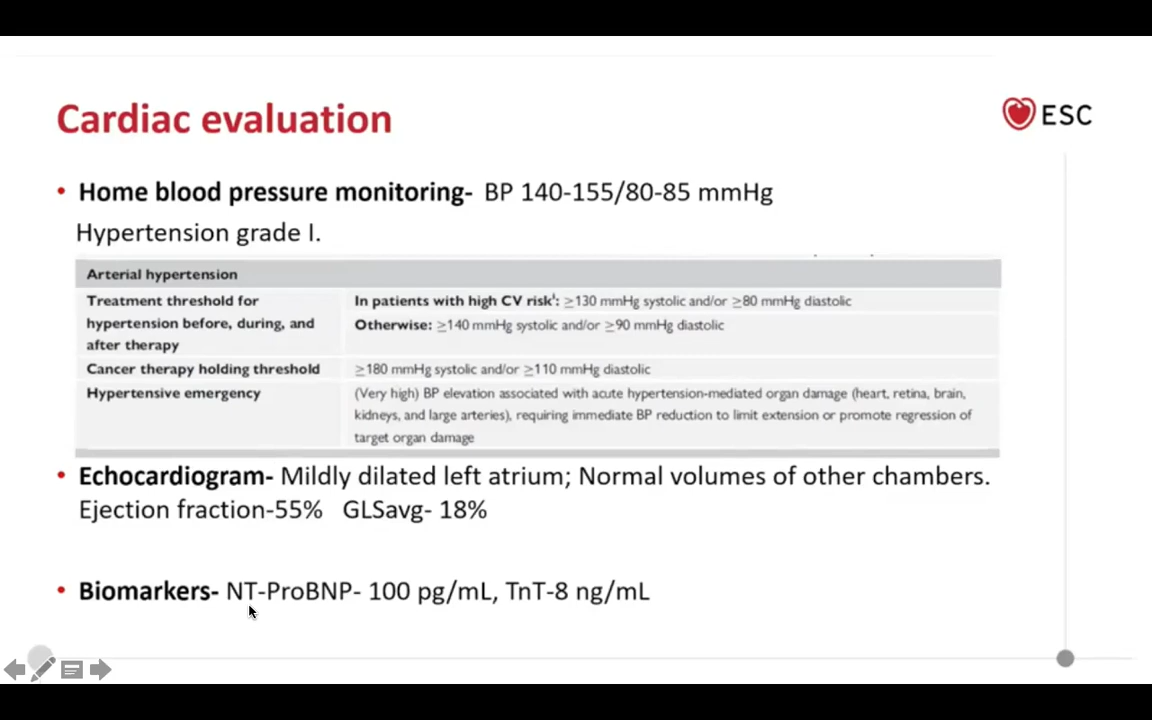 Cardiac evaluation
ESC
• Home blood pressure monitoring- BP 140-155/80-85 mmHg
Hypertension grade I.
Arterial hypertension
Treatment threshold for hypertension before, during, and after therapy
In patients with high CV riskⁱ: ≥130 mmHg systolic and/or ≥80 mmHg diastolic
Otherwise: ≥140 mmHg systolic and/or ≥90 mmHg diastolic
Cancer therapy holding threshold
≥180 mmHg systolic and/or ≥110 mmHg diastolic
Hypertensive emergency
(Very high) BP elevation associated with acute hypertension-mediated organ damage (heart, retina, brain,
kidneys, and large arteries), requiring immediate BP reduction to limit extension or promote regression of
target organ damage
• Echocardiogram- Mildly dilated left atrium; Normal volumes of other chambers.
Ejection fraction-55% GLSavg- 18%
• Biomarkers- NT-ProBNP- 100 pg/mL, TnT-8 ng/mL